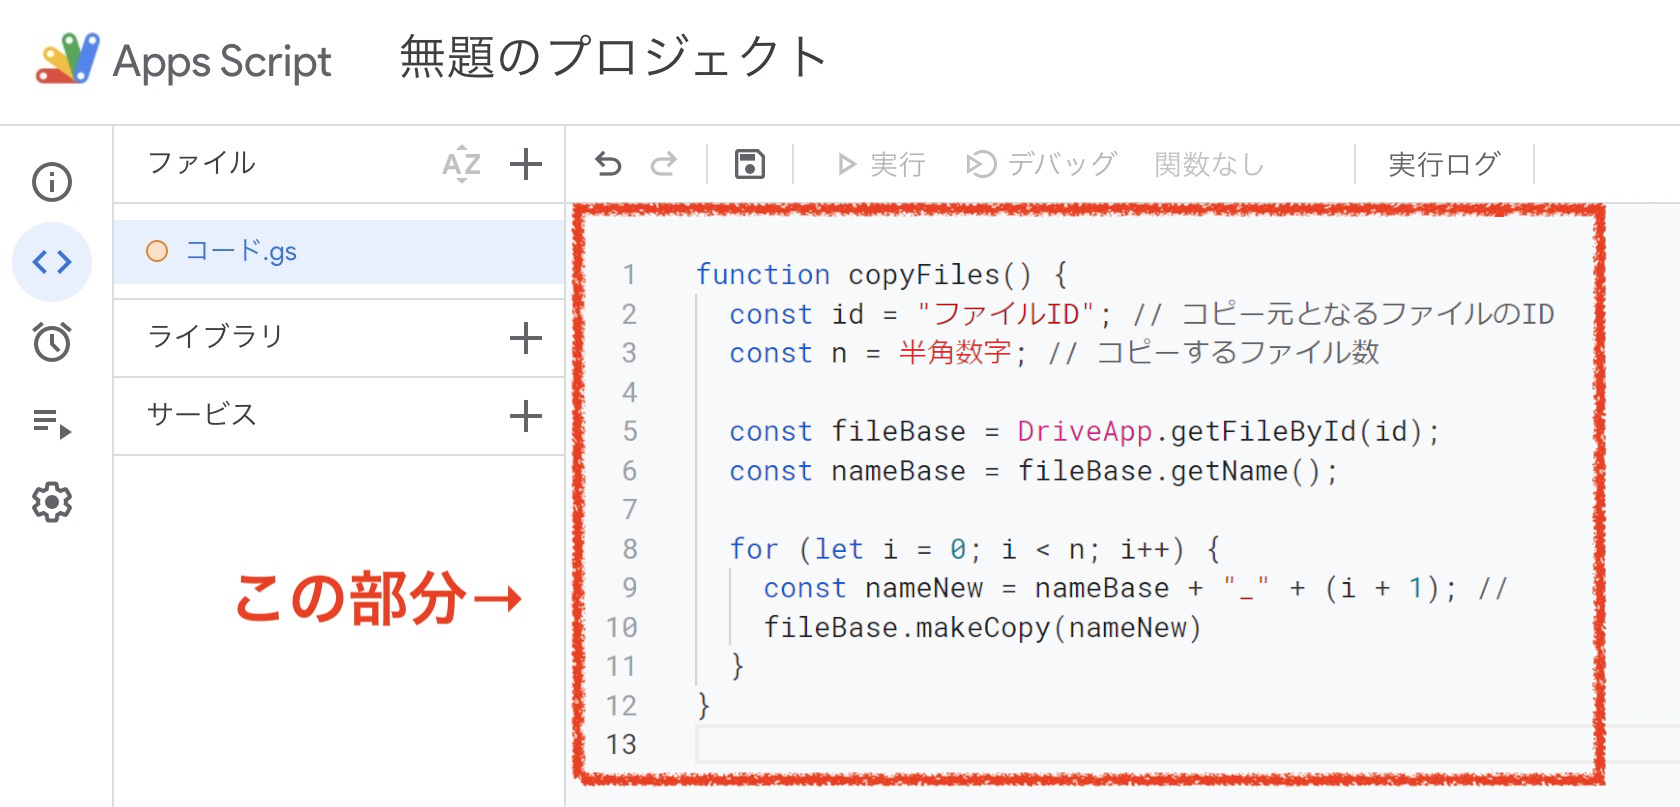 Apps Script 無題のプロジェクト
ファイル AZ
実行 デバッグ 関数なし 実行ログ
コード.gs
ライブラリ
サービス
この部分→
1 function copyFiles() {
2 const id = "ファイルID"; // コピー元となるファイルのID
3 const n = 半角数字; // コピーするファイル数
4
5 const fileBase = DriveApp.getFileById(id);
6 const nameBase = fileBase.getName();
7
8 for (let i = 0; i < n; i++) {
9 const nameNew = nameBase + "_" + (i + 1); //
10 fileBase.makeCopy(nameNew)
11 }
12 }
13